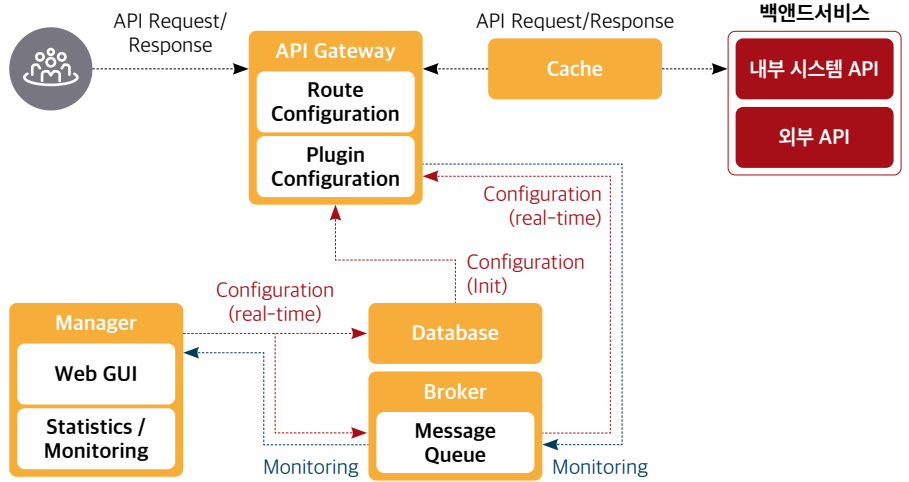 API Request/
Response
API Request/Response
백앤드서비스
API Gateway
Route
Configuration
Plugin
Configuration
Cache
내부 시스템 API
외부 API
Configuration
(real-time)
Configuration
(Init)
Configuration
(real-time)
Manager
Web GUI
Statistics /
Monitoring
Database
Broker
Message
Queue
Monitoring
Monitoring